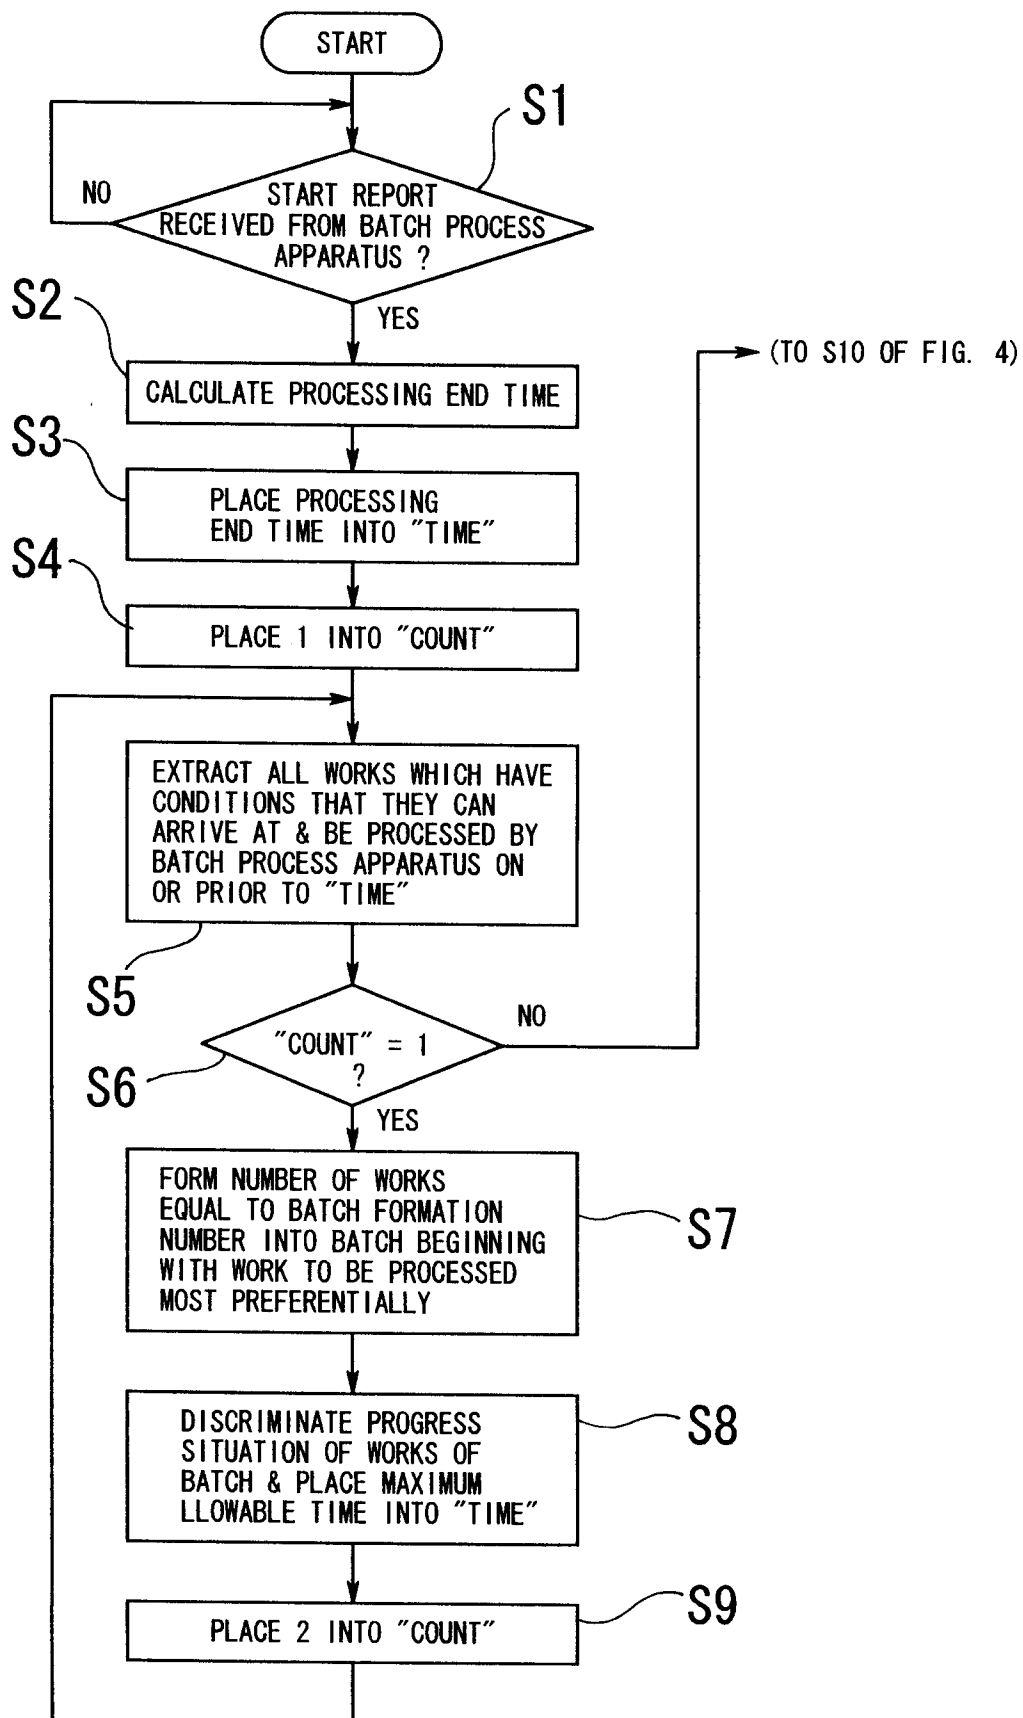 START
S1
NO
START REPORT
RECEIVED FROM BATCH PROCESS
APPARATUS ?
S2
YES
(TO S10 OF FIG. 4)
CALCULATE PROCESSING END TIME
S3
PLACE PROCESSING
END TIME INTO "TIME"
S4
PLACE 1 INTO "COUNT"
EXTRACT ALL WORKS WHICH HAVE
CONDITIONS THAT THEY CAN
ARRIVE AT & BE PROCESSED BY
BATCH PROCESS APPARATUS ON
OR PRIOR TO "TIME"
S5
NO
"COUNT" = 1
?
S6
YES
FORM NUMBER OF WORKS
EQUAL TO BATCH FORMATION
NUMBER INTO BATCH BEGINNING
WITH WORK TO BE PROCESSED
MOST PREFERENTIALLY
S7
DISCRIMINATE PROGRESS
SITUATION OF WORKS OF
BATCH & PLACE MAXIMUM
LLOWABLE TIME INTO "TIME"
S8
PLACE 2 INTO "COUNT"
S9